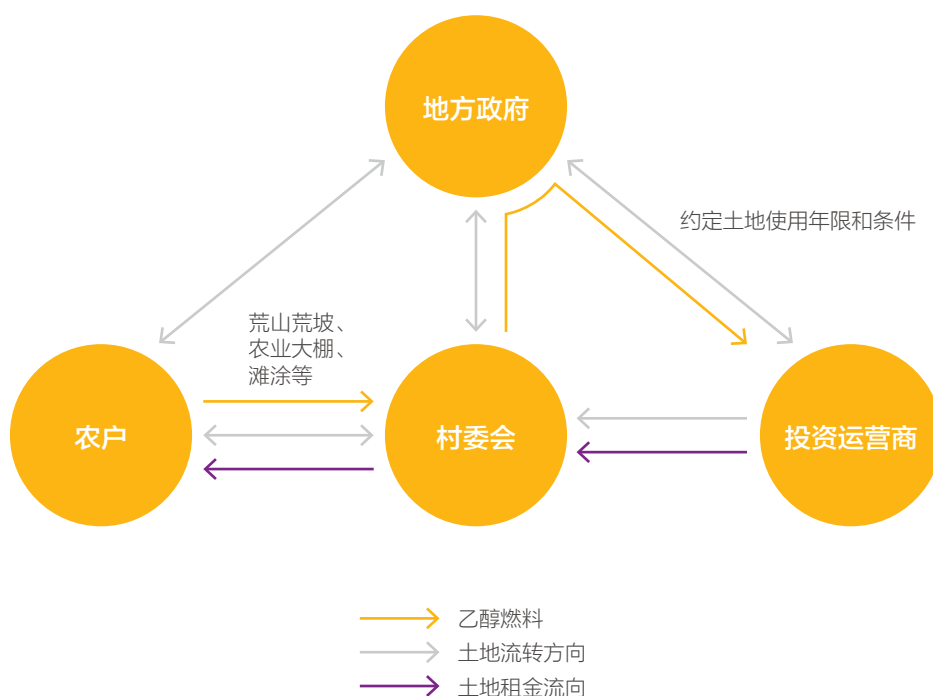 地方政府
约定土地使用年限和条件
荒山荒坡、
农业大棚、
滩涂等
农户
村委会
投资运营商
乙醇燃料
土地流转方向
土地租金流向